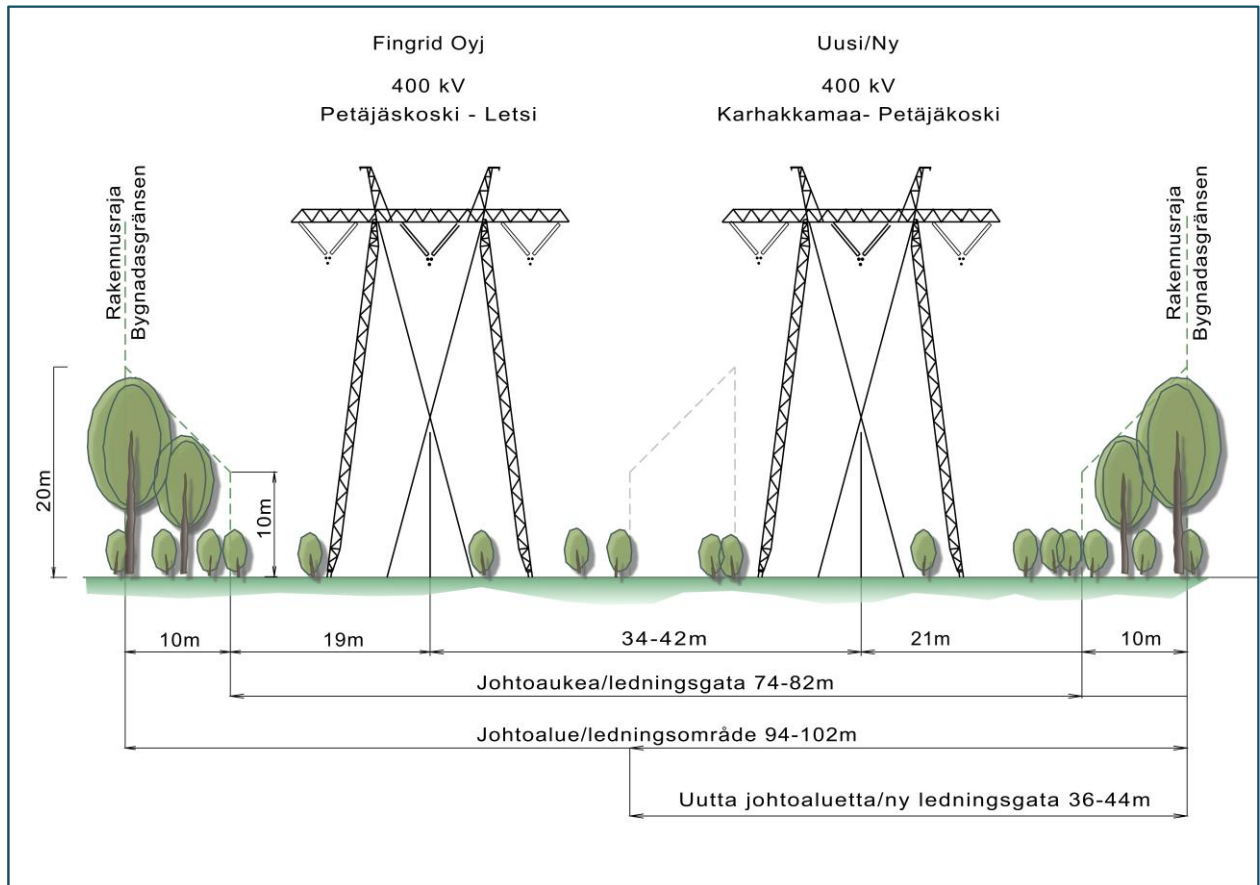 Fingrid Oyj
400 kV
Petäjäskoski - Letsi
Uusi/Ny
400 kV
Karhakkamaa- Petäjäkoski
Rakennusraja
Bygnadasgränsen
Rakennusraja
Bygnadasgränsen
20m
10m
10m
19m
34-42m
21m
10m
Johtoaukea/ledningsgata 74-82m
Johtoalue/ledningsområde 94-102m
Uutta johtoaluetta/ny ledningsgata 36-44m